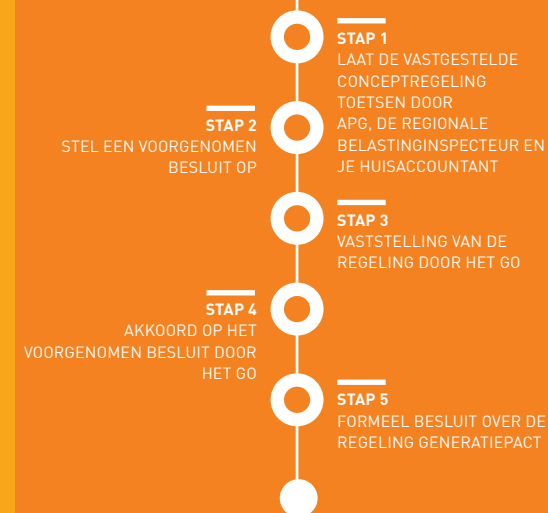 STAP 1
LAAT DE VASTGESTELDE
CONCEPTREGELING
TOETSEN DOOR
APG, DE REGIONALE
BELASTINGINSPECTEUR EN
JE HUISACCOUNTANT
STAP 2
STEL EEN VOORGENOMEN
BESLUIT OP
STAP 3
VASTSTELLING VAN DE
REGELING DOOR HET GO
STAP 4
AKKOORD OP HET
VOORGENOMEN BESLUIT DOOR
HET GO
STAP 5
FORMEEL BESLUIT OVER DE
REGELING GENERATIEPACT